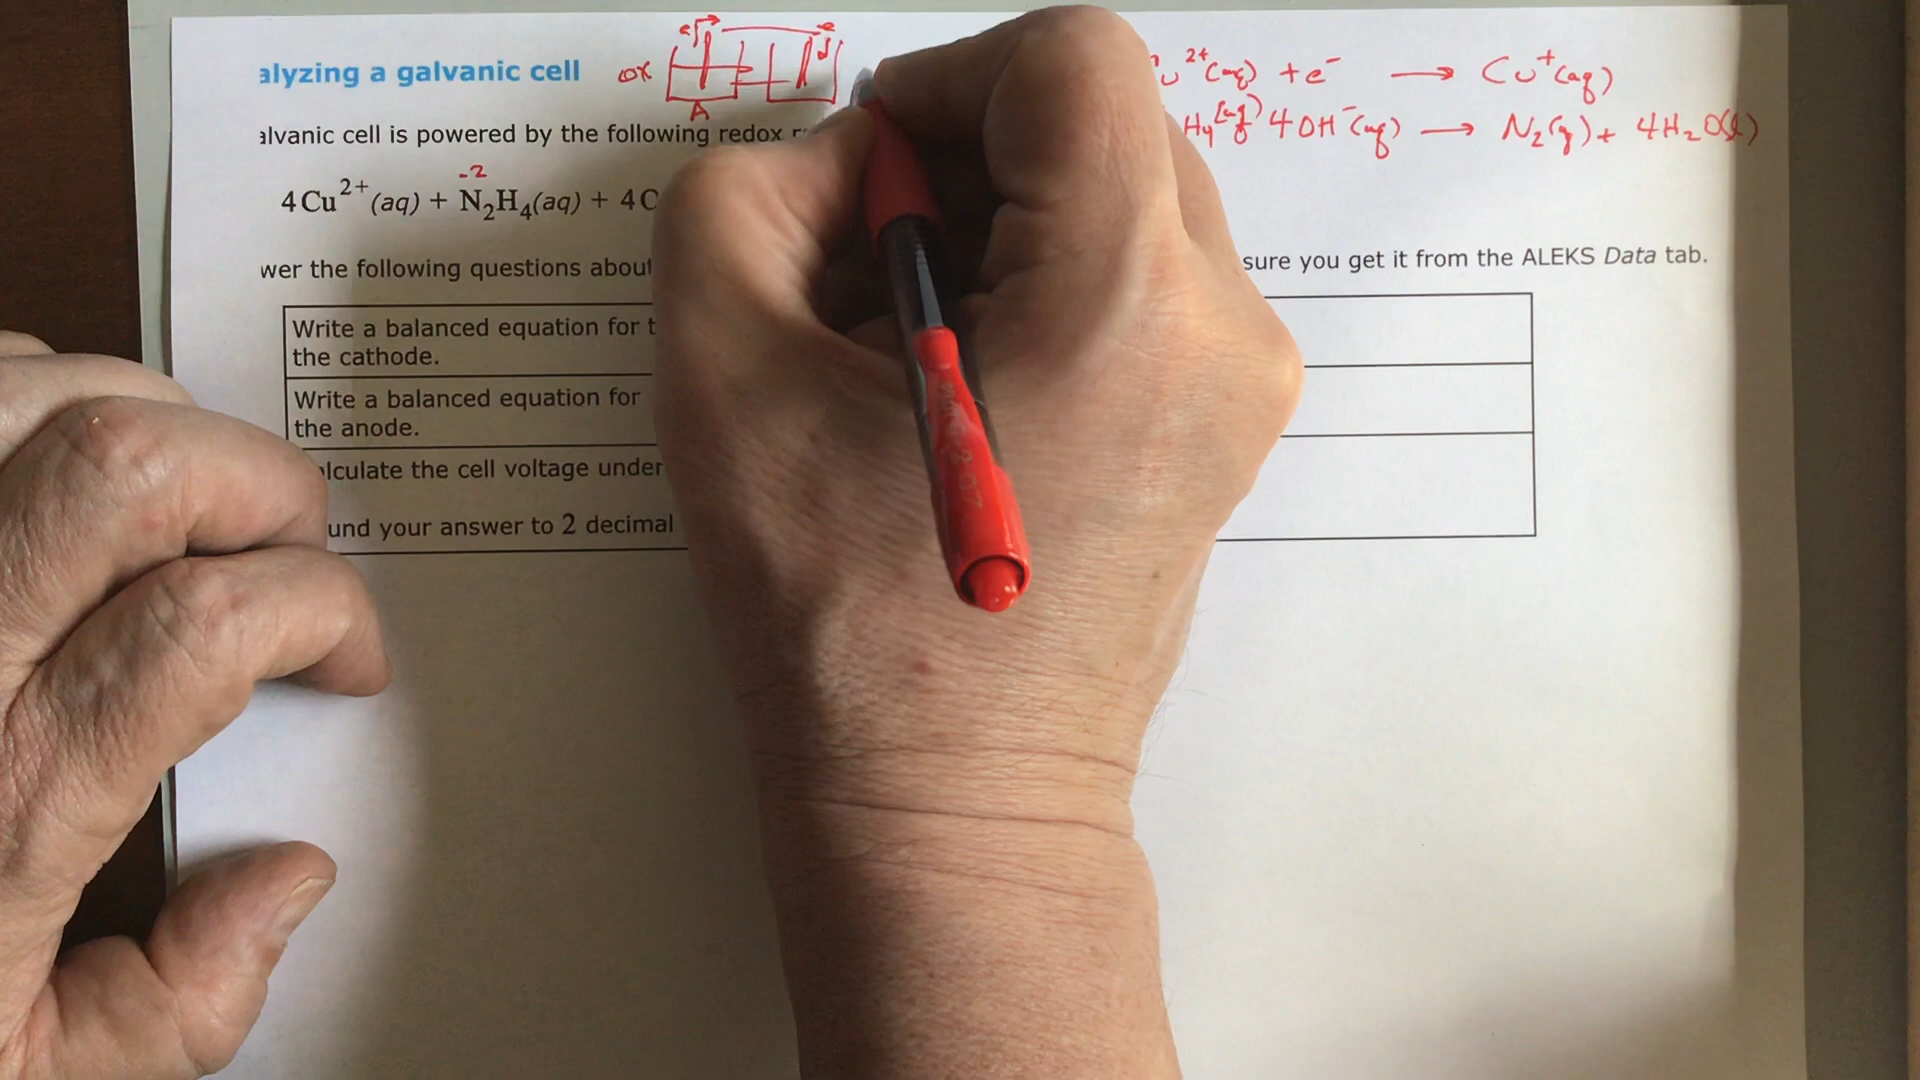 alyzing a galvanic cell
ox
e
e
A
u²⁺(aq) + e⁻ → Cu⁺(aq)
H₄(aq) 4OH⁻(aq) → N₂(g) + 4H₂O(l)
alvanic cell is powered by the following redox
-2
4Cu²⁺(aq) + N₂H₄(aq) + 4
wer the following questions about sure you get it from the ALEKS Data tab.
Write a balanced equation for t
the cathode.
Write a balanced equation for
the anode.
lculate the cell voltage under
und your answer to 2 decimal